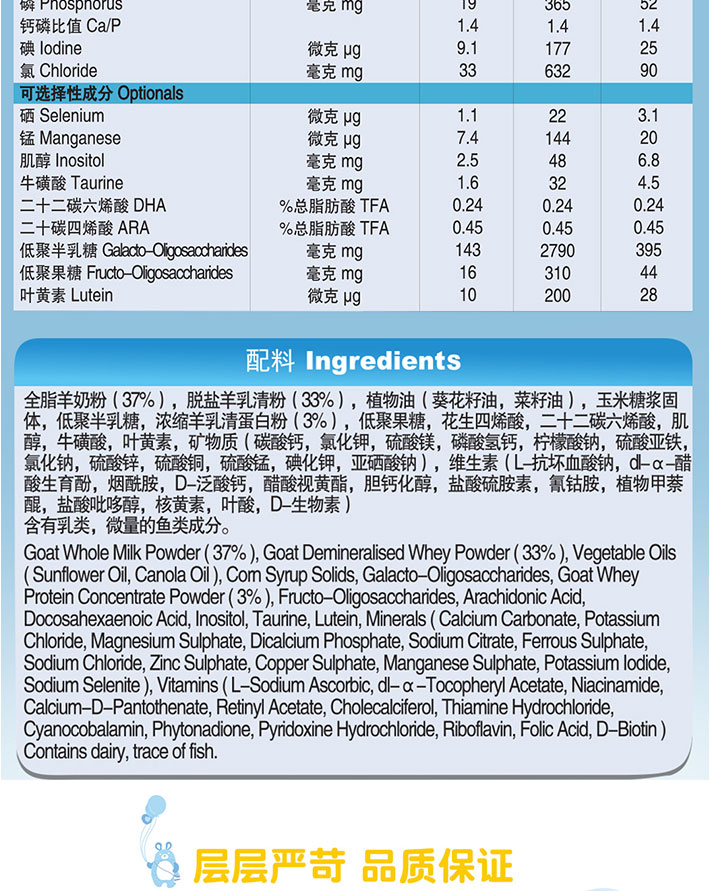 磷 Phosphorus 毫克 mg 19 365 52
钙磷比值 Ca/P 1.4 1.4 1.4
碘 Iodine 微克 µg 9.1 177 25
氯 Chloride 毫克 mg 33 632 90
可选择性成分 Optionals
硒 Selenium 微克 µg 1.1 22 3.1
锰 Manganese 微克 µg 7.4 144 20
肌醇 Inositol 毫克 mg 2.5 48 6.8
牛磺酸 Taurine 毫克 mg 1.6 32 4.5
二十二碳六烯酸 DHA %总脂肪酸 TFA 0.24 0.24 0.24
二十碳四烯酸 ARA %总脂肪酸 TFA 0.45 0.45 0.45
低聚半乳糖 Galacto-Oligosaccharides 毫克 mg 143 2790 395
低聚果糖 Fructo-Oligosaccharides 毫克 mg 16 310 44
叶黄素 Lutein 微克 µg 10 200 28
配料 Ingredients
全脂羊奶粉(37%),脱盐羊乳清粉(33%),植物油(葵花籽油,菜籽油),玉米糖浆固
体,低聚半乳糖,浓缩羊乳清蛋白粉(3%),低聚果糖,花生四烯酸,二十二碳六烯酸,肌
醇,牛磺酸,叶黄素,矿物质(碳酸钙,氯化钾,硫酸镁,磷酸氢钙,柠檬酸钠,硫酸亚铁,
氯化钠,硫酸锌,硫酸铜,硫酸锰,碘化钾,亚硒酸钠),维生素(L-抗坏血酸钠,dl-α-醋
酸生育酚,烟酰胺,D-泛酸钙,醋酸视黄酯,胆钙化醇,盐酸硫胺素,氰钴胺,植物甲萘
醌,盐酸吡哆醇,核黄素,叶酸,D-生物素)
含有乳类,微量的鱼类成分。
Goat Whole Milk Powder ( 37% ), Goat Demineralised Whey Powder ( 33% ), Vegetable Oils
( Sunflower Oil, Canola Oil ), Corn Syrup Solids, Galacto-Oligosaccharides, Goat Whey
Protein Concentrate Powder ( 3% ), Fructo-Oligosaccharides, Arachidonic Acid,
Docosahexaenoic Acid, Inositol, Taurine, Lutein, Minerals ( Calcium Carbonate, Potassium
Chloride, Magnesium Sulphate, Dicalcium Phosphate, Sodium Citrate, Ferrous Sulphate,
Sodium Chloride, Zinc Sulphate, Copper Sulphate, Manganese Sulphate, Potassium Iodide,
Sodium Selenite ), Vitamins ( L-Sodium Ascorbic, dl-α-Tocopheryl Acetate, Niacinamide,
Calcium-D-Pantothenate, Retinyl Acetate, Cholecalciferol, Thiamine Hydrochloride,
Cyanocobalamin, Phytonadione, Pyridoxine Hydrochloride, Riboflavin, Folic Acid, D-Biotin )
Contains dairy, trace of fish.
层层严苛 品质保证